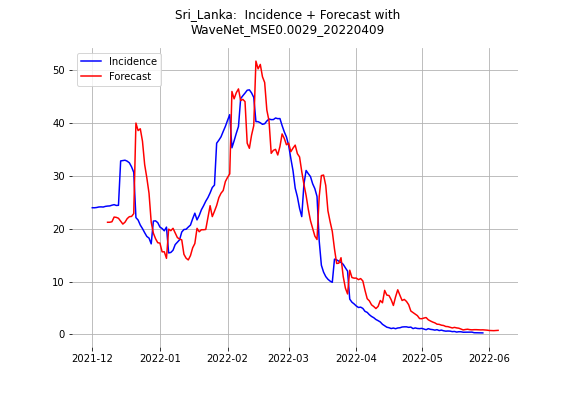 Sri_Lanka: Incidence + Forecast with
WaveNet_MSE0.0029_20220409
Incidence
Forecast
50
40
30
20
10
0
2021-12 2022-01 2022-02 2022-03 2022-04 2022-05 2022-06